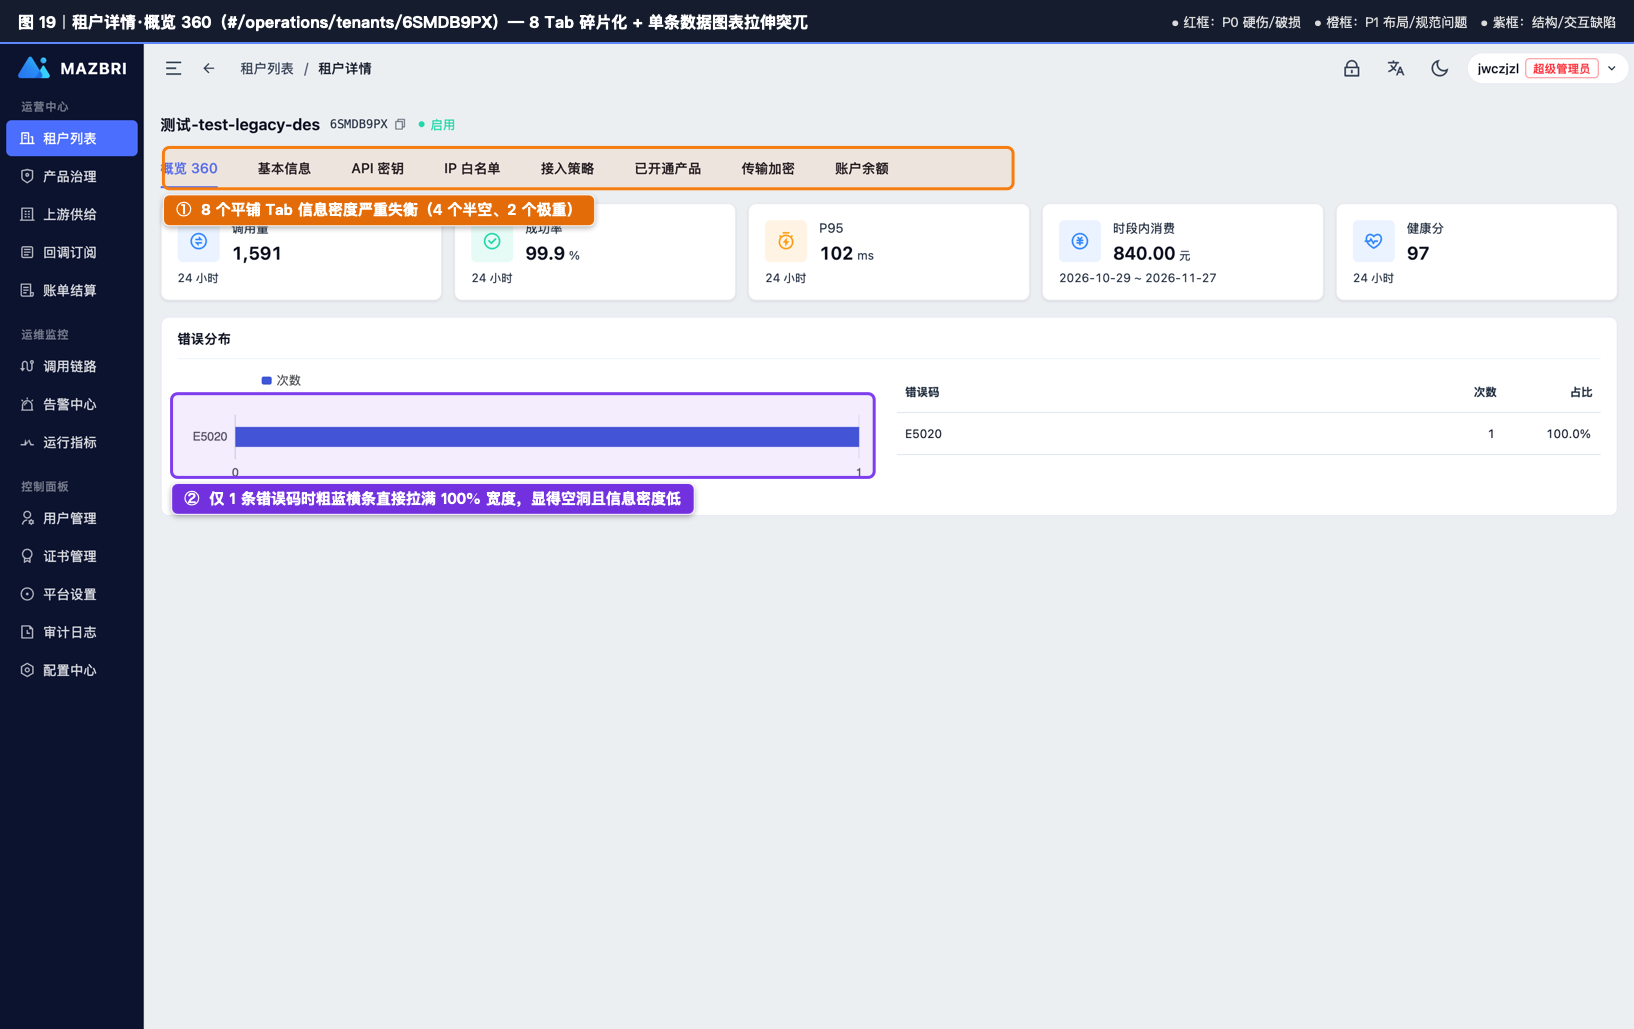 图 19 | 租户详情·概览 360（#/operations/tenants/6SMDB9PX）— 8 Tab 碎片化 + 单条数据图表拉伸突兀
● 红框：P0 硬伤/破损 ● 橙框：P1 布局/规范问题 ● 紫框：结构/交互缺陷
MAZBRI
运营中心
租户列表
产品治理
上游供给
回调订阅
账单结算
运维监控
调用链路
告警中心
运行指标
控制面板
用户管理
证书管理
平台设置
审计日志
配置中心
租户列表 / 租户详情
jwczjzl 超级管理员
测试-test-legacy-des 6SMDB9PX ● 启用
概览 360 基本信息 API 密钥 IP 白名单 接入策略 已开通产品 传输加密 账户余额
① 8 个平铺 Tab 信息密度严重失衡（4 个半空、2 个极重）
调用量
1,591
24 小时
成功率
99.9 %
24 小时
P95
102 ms
24 小时
时段内消费
840.00 元
2026-10-29 ~ 2026-11-27
健康分
97
24 小时
错误分布
次数
E5020
0 1
② 仅 1 条错误码时粗蓝横条直接拉满 100% 宽度，显得空洞且信息密度低
错误码 次数 占比
E5020 1 100.0%